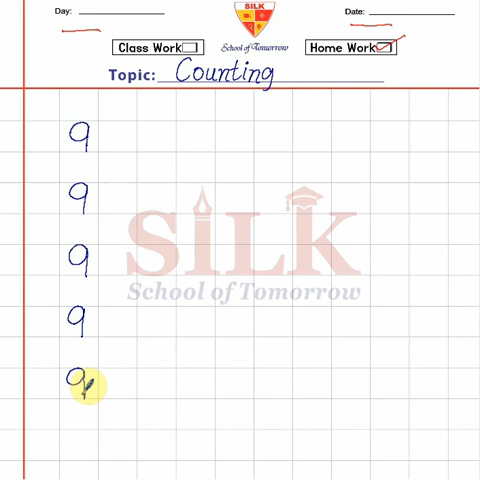 Day:
SILK
Date:
Class Work
School of Tomorrow
Home Work
Topic: Counting
9
9
SILK
School of Tomorrow
9
9
9